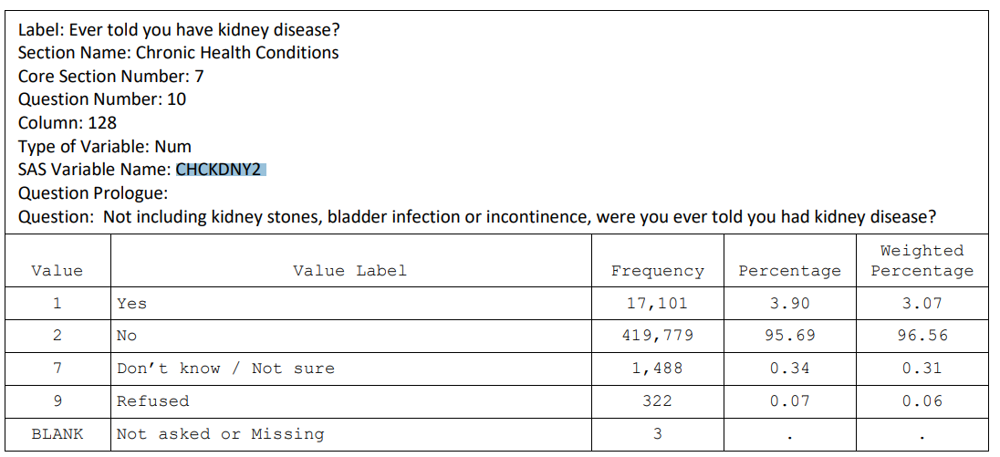 Label: Ever told you have kidney disease?
Section Name: Chronic Health Conditions
Core Section Number: 7
Question Number: 10
Column: 128
Type of Variable: Num
SAS Variable Name: CHCKDNY2
Question Prologue:
Question: Not including kidney stones, bladder infection or incontinence, were you ever told you had kidney disease?
Value Value Label Frequency Percentage Weighted Percentage
1 Yes 17,101 3.90 3.07
2 No 419,779 95.69 96.56
7 Don’t know / Not sure 1,488 0.34 0.31
9 Refused 322 0.07 0.06
BLANK Not asked or Missing 3 . .